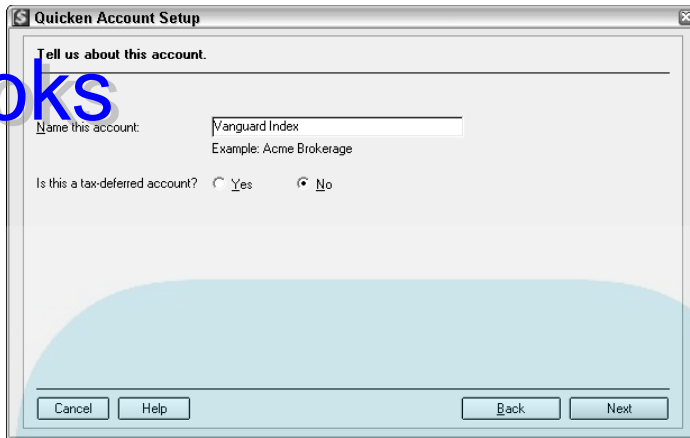 Quicken Account Setup
Tell us about this account.
oks
Name this account:
Vanguard Index
Example: Acme Brokerage
Is this a tax-deferred account? Yes No
Cancel Help Back Next